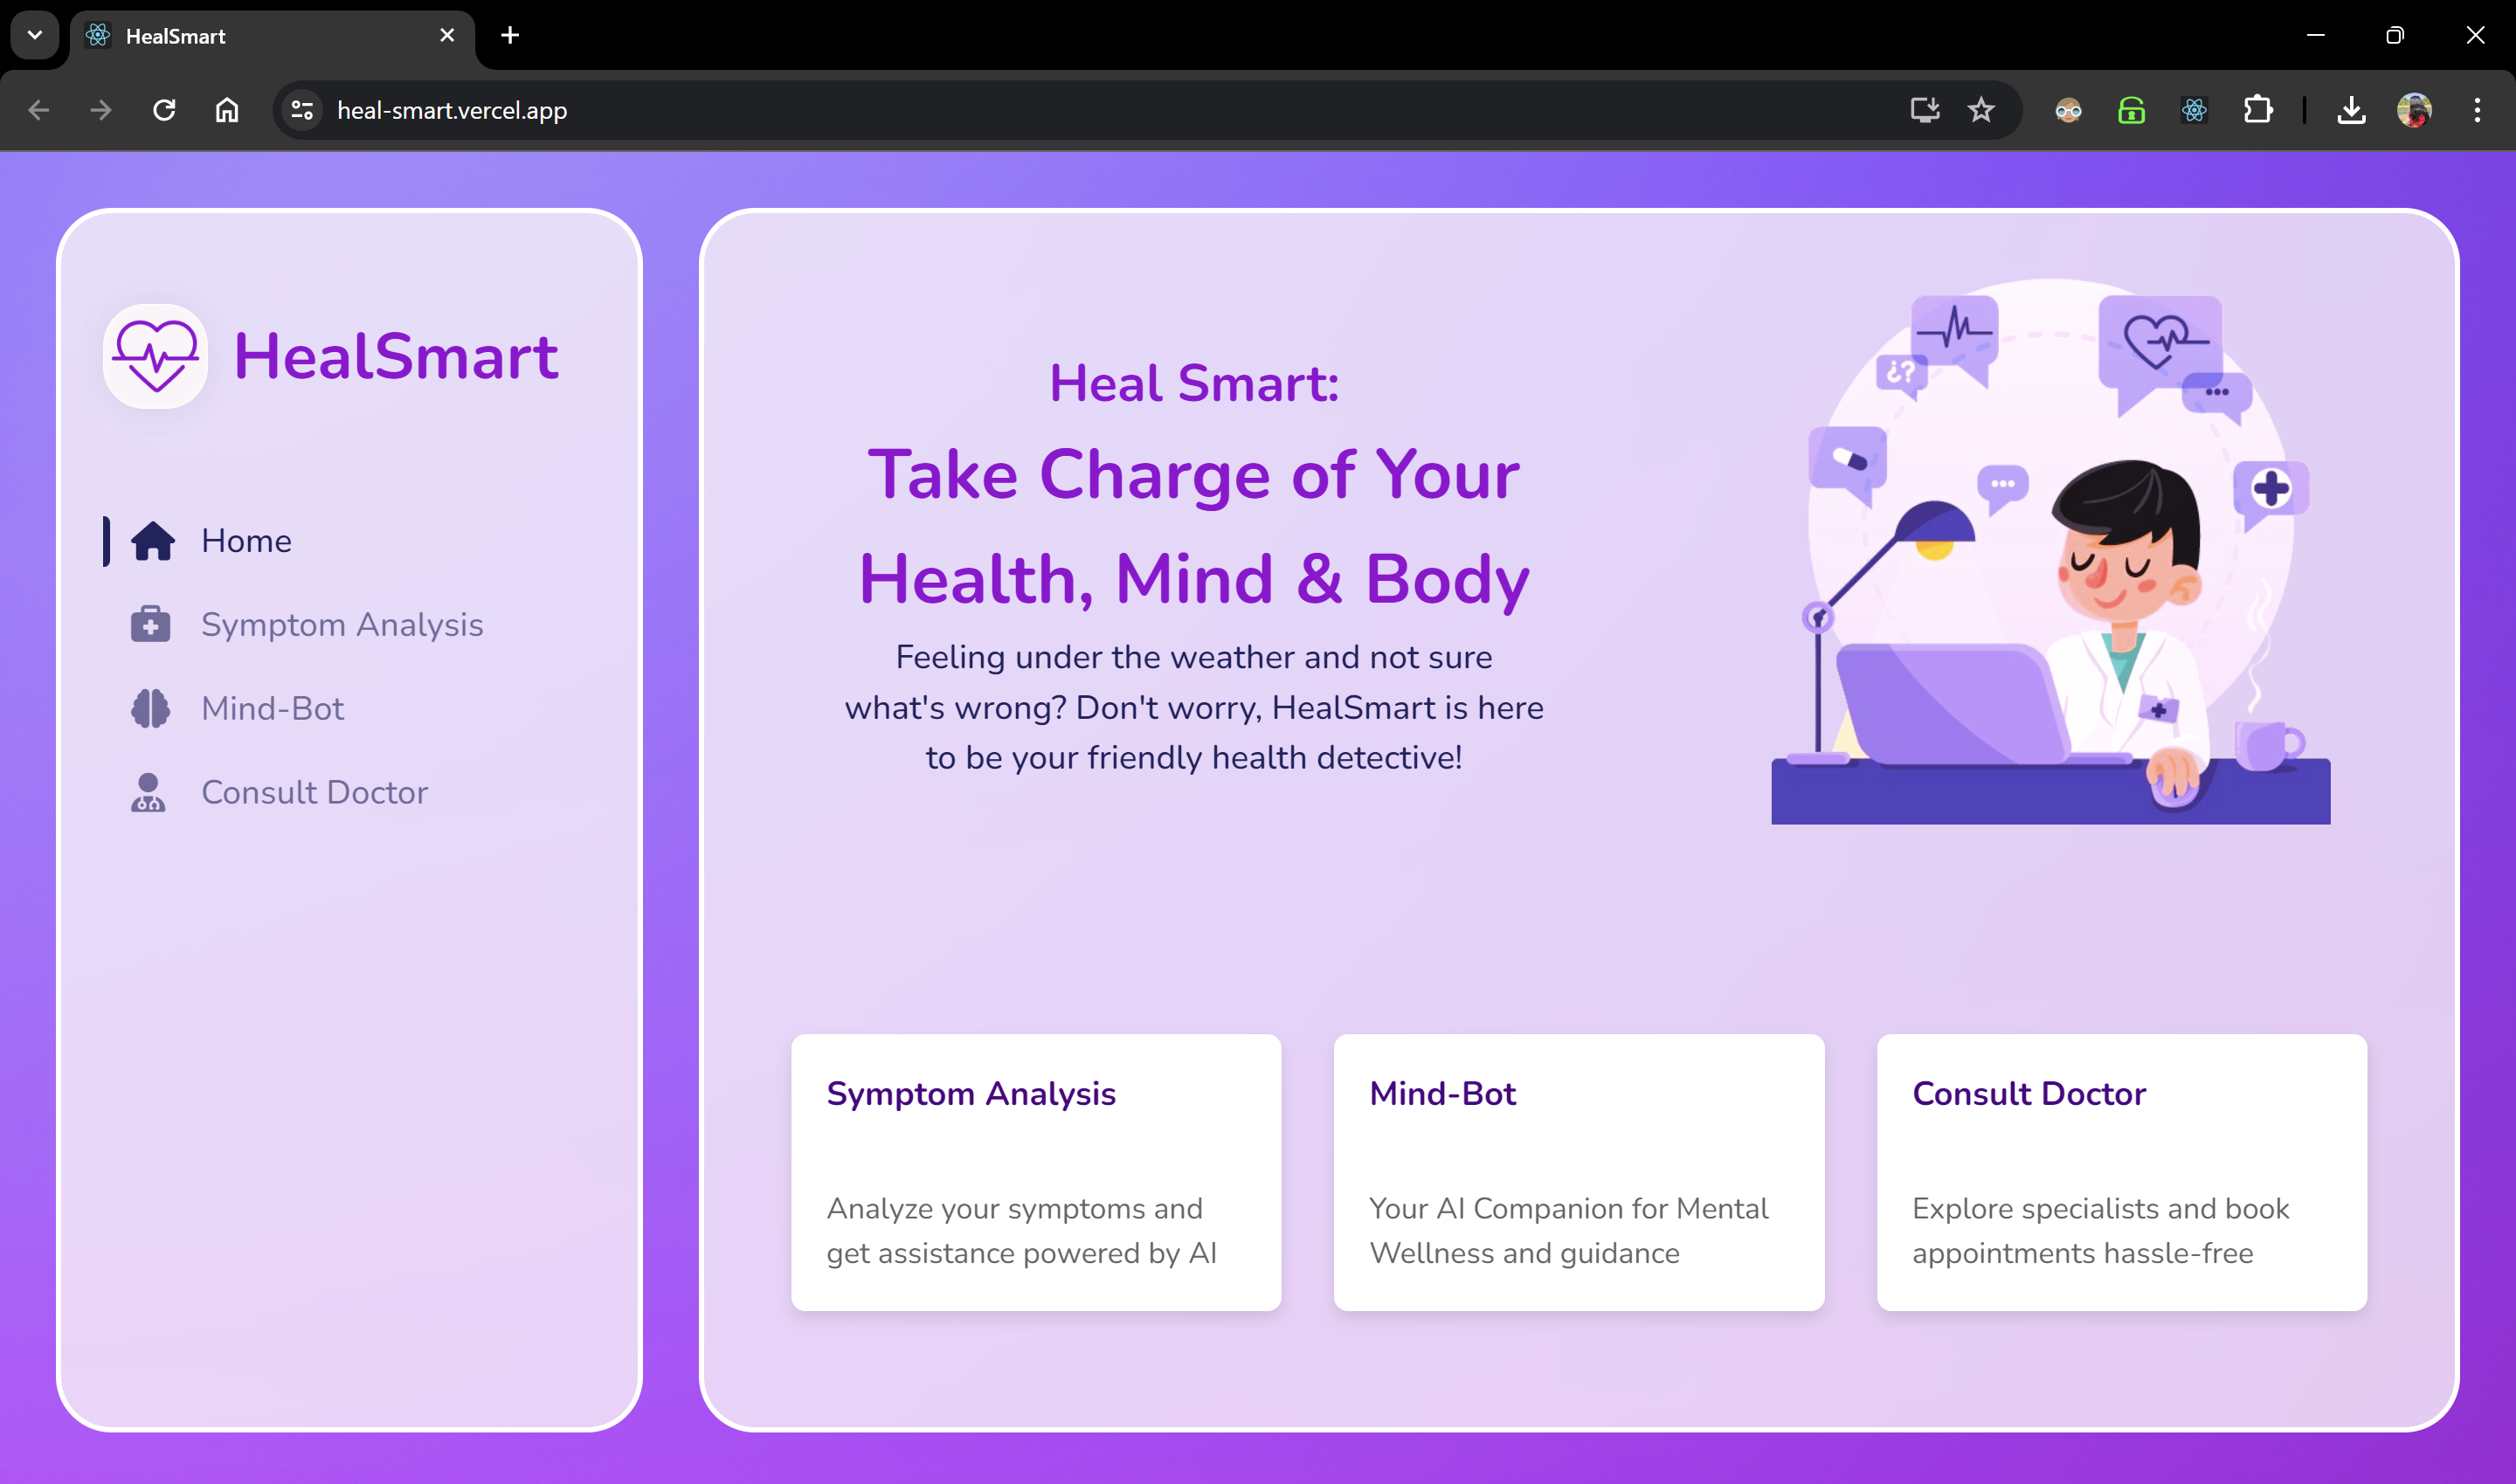 HealSmart
heal-smart.vercel.app
HealSmart
Home
Symptom Analysis
Mind-Bot
Consult Doctor
Heal Smart:
Take Charge of Your
Health, Mind & Body
Feeling under the weather and not sure
what's wrong? Don't worry, HealSmart is here
to be your friendly health detective!
¿?
Symptom Analysis
Analyze your symptoms and
get assistance powered by AI
Mind-Bot
Your AI Companion for Mental
Wellness and guidance
Consult Doctor
Explore specialists and book
appointments hassle-free